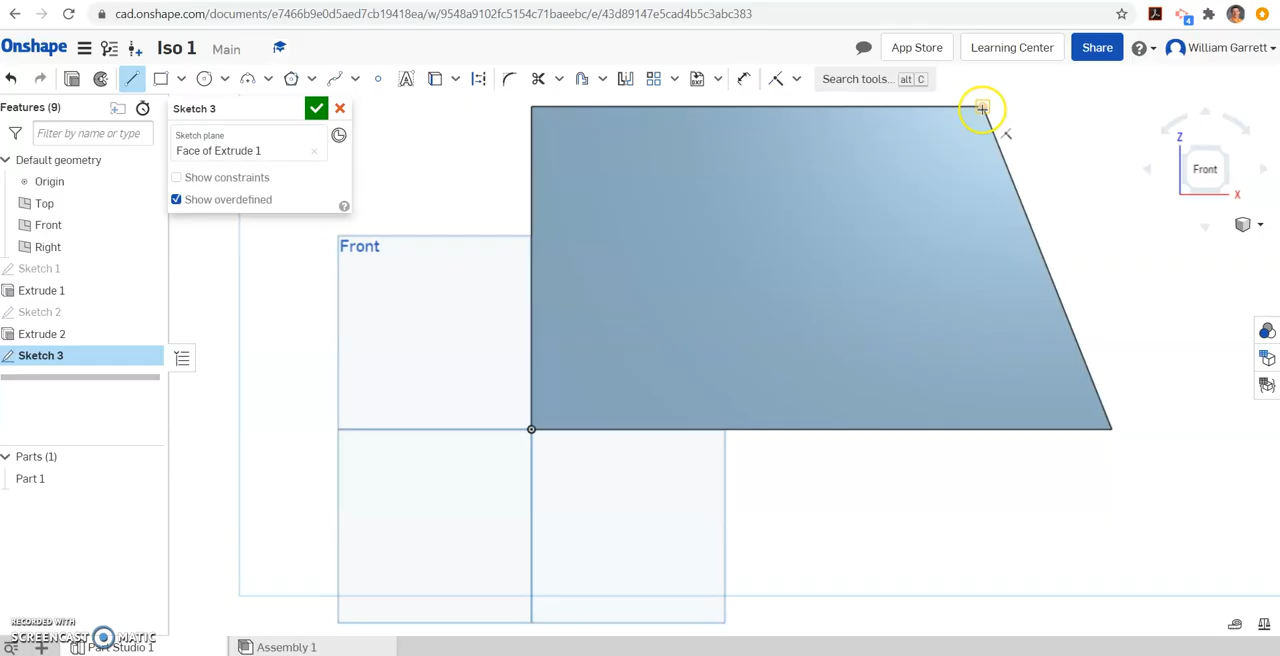 cad.onshape.com/documents/e7466b9e0d5aed7cb19418ea/w/9548a9102fc5154c71baeebc/e/43d89147e5cad4b5c3abc383
4
Onshape
Iso 1
Main
App Store
Learning Center
Share
William Garrett
Search tools...
alt
C
Features (9)
Filter by name or type
Default geometry
Origin
Top
Front
Right
Sketch 1
Extrude 1
Sketch 2
Extrude 2
Sketch 3
Parts (1)
Part 1
Sketch 3
Sketch plane
Face of Extrude 1
Show constraints
Show overdefined
Front
Z
Front
X
RECORDED WITH
SCREENCAST MATIC
Part Studio 1
Assembly 1